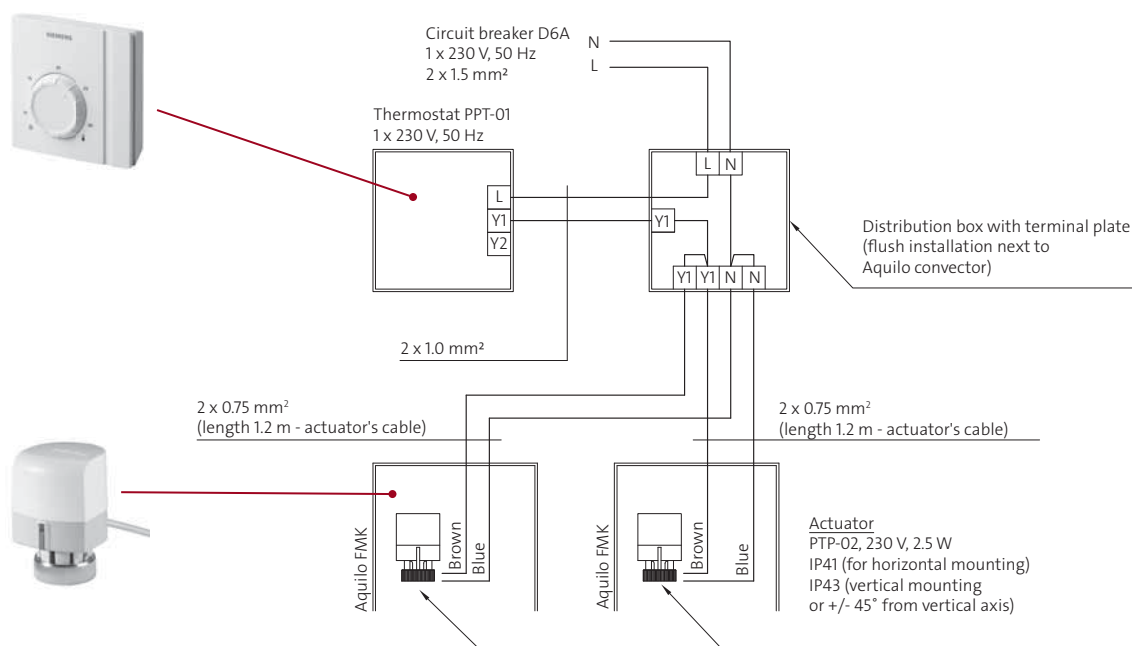 SIEMENS
Circuit breaker D6A
1 x 230 V, 50 Hz
2 x 1.5 mm²
N
L
Thermostat PPT-01
1 x 230 V, 50 Hz
L
Y1
Y2
L N
Y1
Y1 Y1 N N
Distribution box with terminal plate
(flush installation next to
Aquilo convector)
2 x 1.0 mm²
2 x 0.75 mm²
(length 1.2 m - actuator's cable)
2 x 0.75 mm²
(length 1.2 m - actuator's cable)
Aquilo FMK
Brown
Blue
Aquilo FMK
Brown
Blue
Actuator
PTP-02, 230 V, 2.5 W
IP41 (for horizontal mounting)
IP43 (vertical mounting
or +/- 45° from vertical axis)